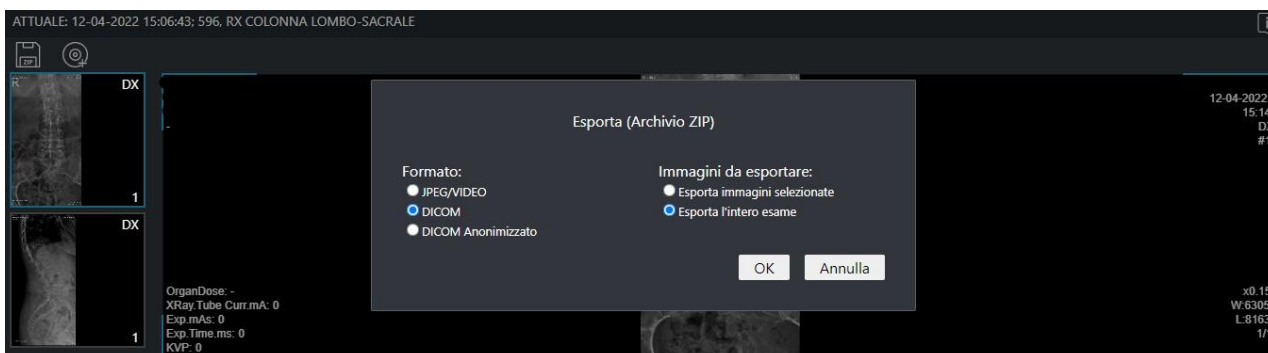 ATTUALE: 12-04-2022 15:06:43; 596, RX COLONNA LOMBO-SACRALE
ZIP
R
DX
1
DX
1
Esporta (Archivio ZIP)
Formato:
JPEG/VIDEO
DICOM
DICOM Anonimizzato
Immagini da esportare:
Esporta immagini selezionate
Esporta l'intero esame
OK
Annulla
12-04-2022
15:14
#
OrganDose: -
XRay.Tube Curr.mA: 0
Exp.mAs: 0
Exp.Time.ms: 0
KVP: 0
x0.15
W:6305
L:8163
1/